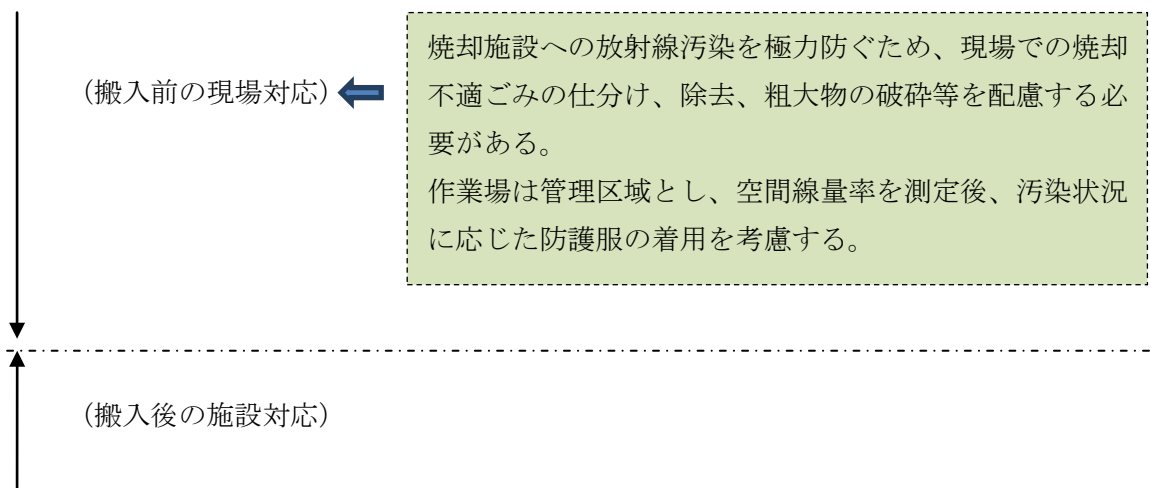 (搬入前の現場対応)
焼却施設への放射線汚染を極力防ぐため、現場での焼却
不適ごみの仕分け、除去、粗大物の破砕等を配慮する必
要がある。
作業場は管理区域とし、空間線量率を測定後、汚染状況
に応じた防護服の着用を考慮する。
(搬入後の施設対応)